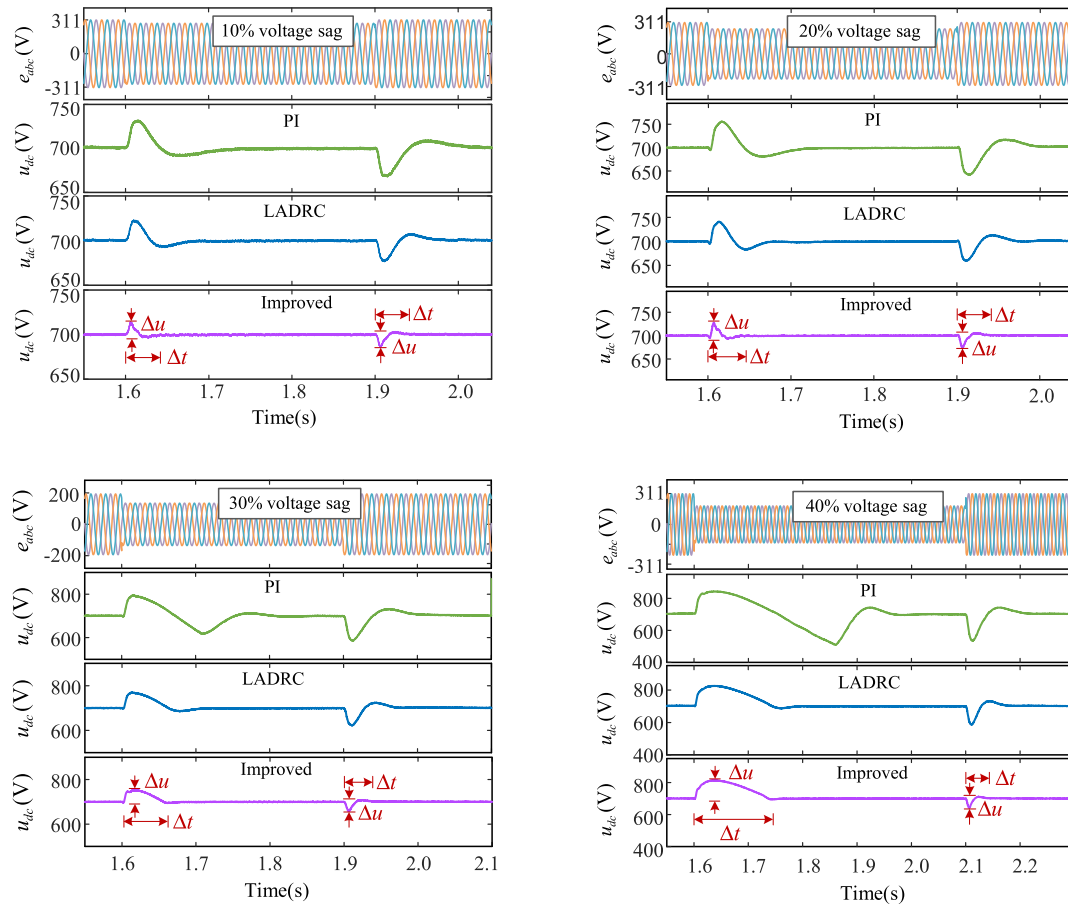 311
0
-311
e_abc (V)
10% voltage sag
750
700
650
u_dc (V)
PI
750
700
650
u_dc (V)
LADRC
750
700
650
u_dc (V)
Improved
Δu
Δt
Δt
Δu
1.6 1.7 1.8 1.9 2.0
Time(s)
311
0
-311
e_abc (V)
20% voltage sag
750
700
650
u_dc (V)
PI
750
700
650
u_dc (V)
LADRC
750
700
650
u_dc (V)
Improved
Δu
Δt
Δt
Δu
1.6 1.7 1.8 1.9 2.0
Time(s)
200
0
-200
e_abc (V)
30% voltage sag
800
600
u_dc (V)
PI
800
600
u_dc (V)
LADRC
800
600
u_dc (V)
Improved
Δu
Δt
Δt
Δu
1.6 1.7 1.8 1.9 2.0 2.1
Time(s)
311
0
-311
e_abc (V)
40% voltage sag
800
600
400
u_dc (V)
PI
800
600
400
u_dc (V)
LADRC
800
600
400
u_dc (V)
Improved
Δu
Δt
Δt
Δu
1.6 1.7 1.8 1.9 2.0 2.1 2.2
Time(s)